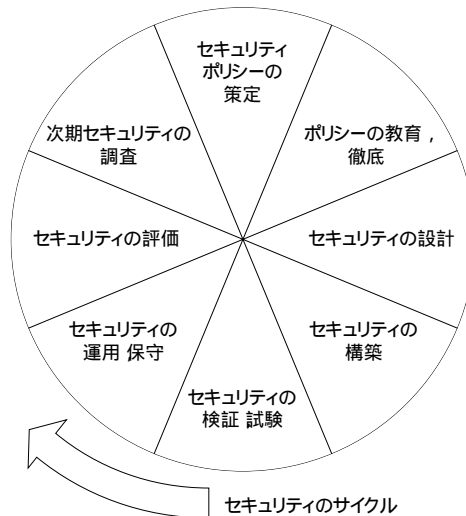 セキュリティ
ポリシーの
策定
ポリシーの教育，
徹底
セキュリティの設計
セキュリティの
構築
セキュリティの
検証 試験
セキュリティの
運用 保守
セキュリティの評価
次期セキュリティの
調査
セキュリティのサイクル